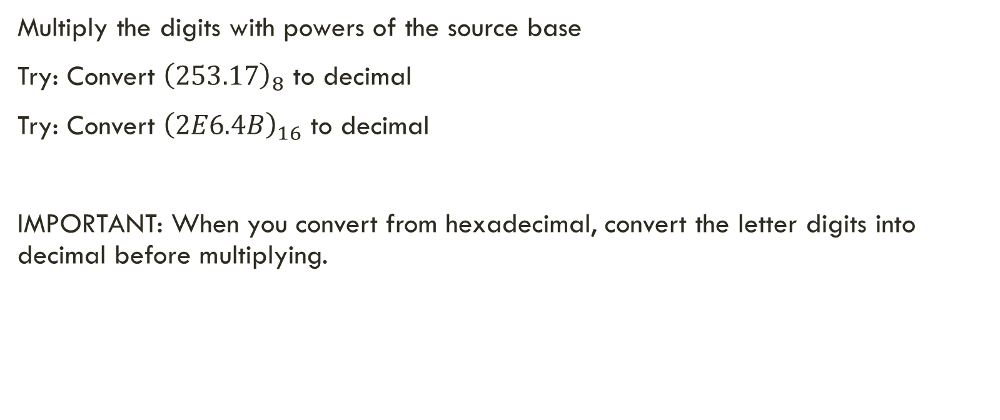 Multiply the digits with powers of the source base
Try: Convert (253.17)₈ to decimal
Try: Convert (2E6.4B)₁₆ to decimal
IMPORTANT: When you convert from hexadecimal, convert the letter digits into
decimal before multiplying.